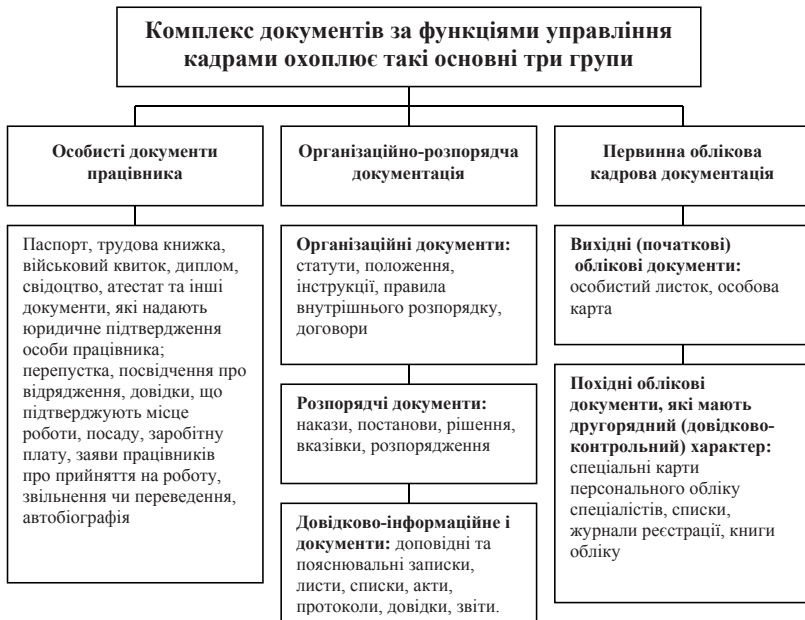 Комплекс документів за функціями управління
кадрами охоплює такі основні три групи
Особисті документи
працівника
Паспорт, трудова книжка,
військовий квиток, диплом,
свідоцтво, атестат та інші
документи, які надають
юридичне підтвердження
особи працівника;
перепустка, посвідчення про
відрядження, довідки, що
підтверджують місце
роботи, посаду, заробітну
плату, заяви працівників
про прийняття на роботу,
звільнення чи переведення,
автобіографія
Організаційно-розпорядча
документація
Організаційні документи:
статути, положення,
інструкції, правила
внутрішнього розпорядку,
договори
Розпорядчі документи:
накази, постанови, рішення,
вказівки, розпорядження
Довідково-інформаційне і
документи: доповідні та
пояснювальні записки,
листи, списки, акти,
протоколи, довідки, звіти.
Первинна облікова
кадрова документація
Вихідні (початкові)
облікові документи:
особистий листок, особова
карта
Похідні облікові
документи, які мають
другорядний (довідково-
контрольний) характер:
спеціальні карти
персонального обліку
спеціалістів, списки,
журнали реєстрації, книги
обліку